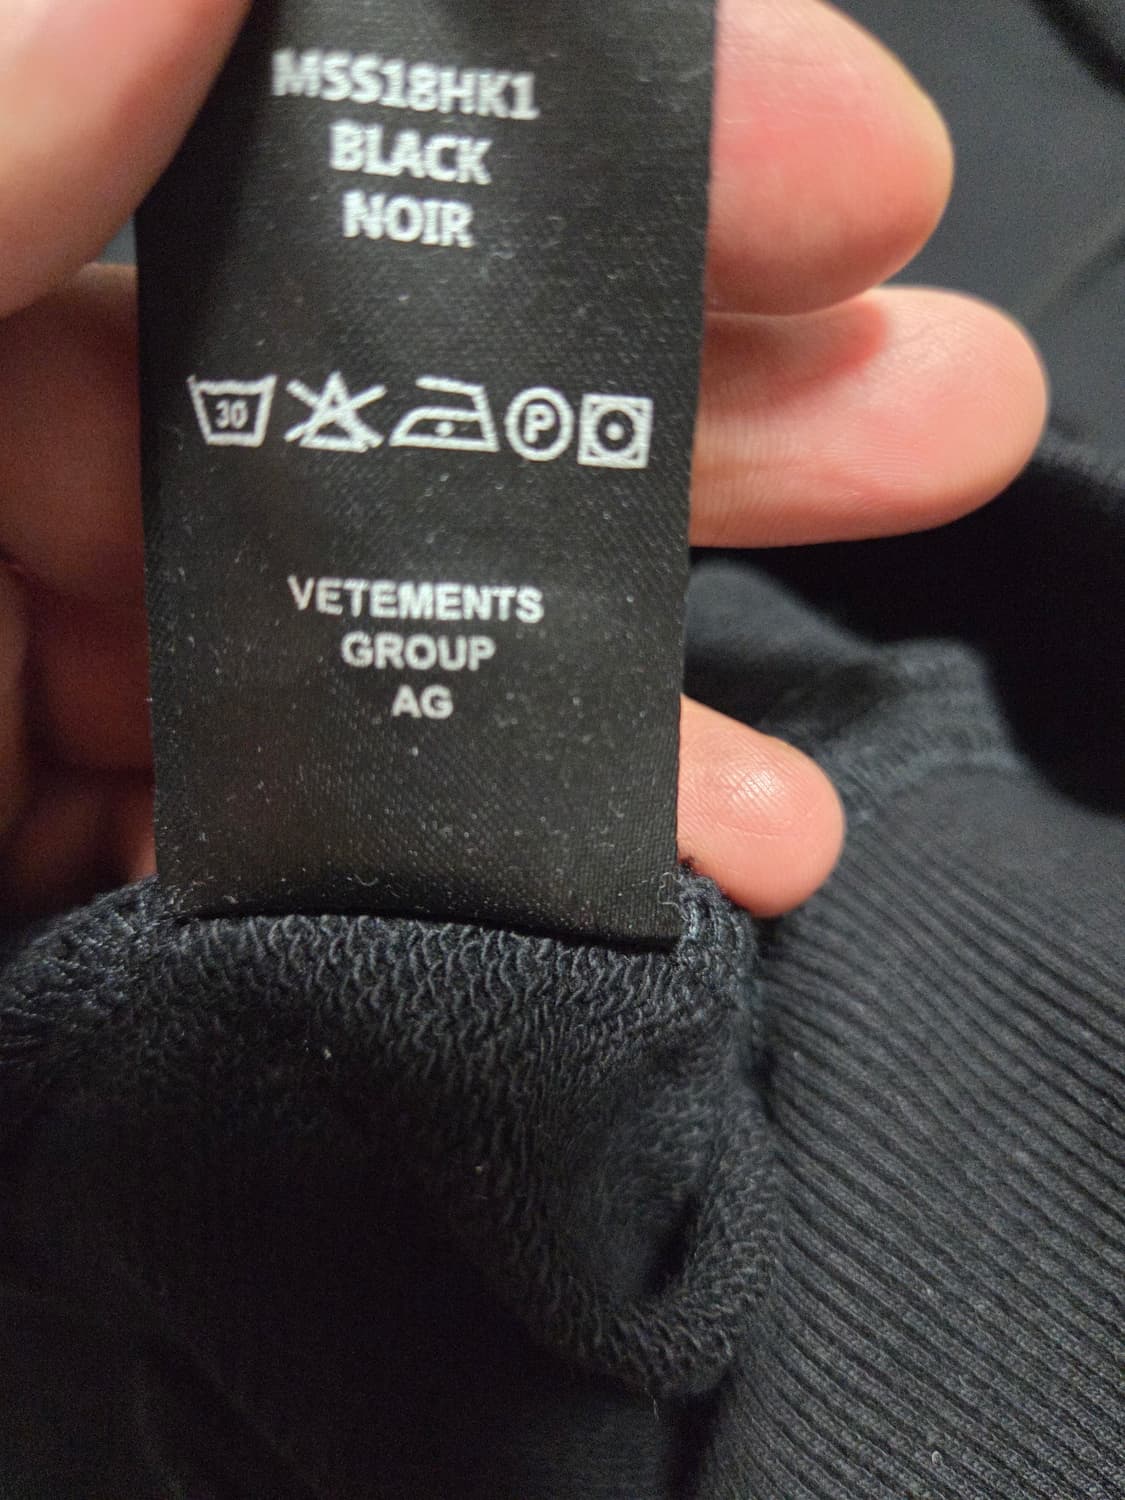 MSS18HK1
BLACK
NOIR
30 P
VETEMENTS
GROUP
AG